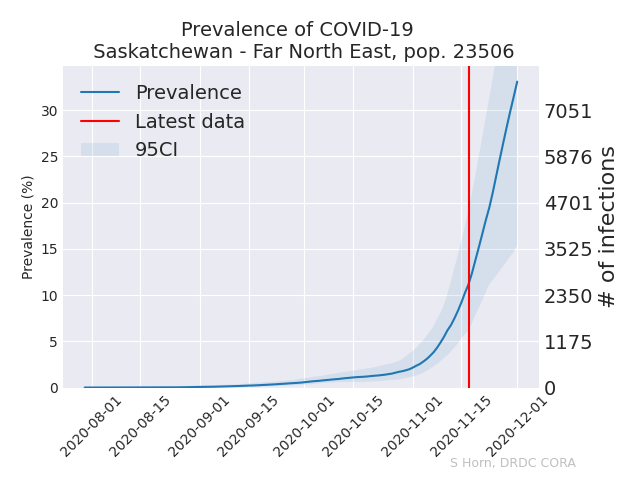 Prevalence of COVID-19
Saskatchewan - Far North East, pop. 23506
Prevalence
Latest data
95CI
Prevalence (%)
30
25
20
15
10
5
0
7051
5876
4701
3525
2350
1175
0
# of infections
2020-08-01
2020-08-15
2020-09-01
2020-09-15
2020-10-01
2020-10-15
2020-11-01
2020-11-15
2020-12-01
S Horn, DRDC CORA